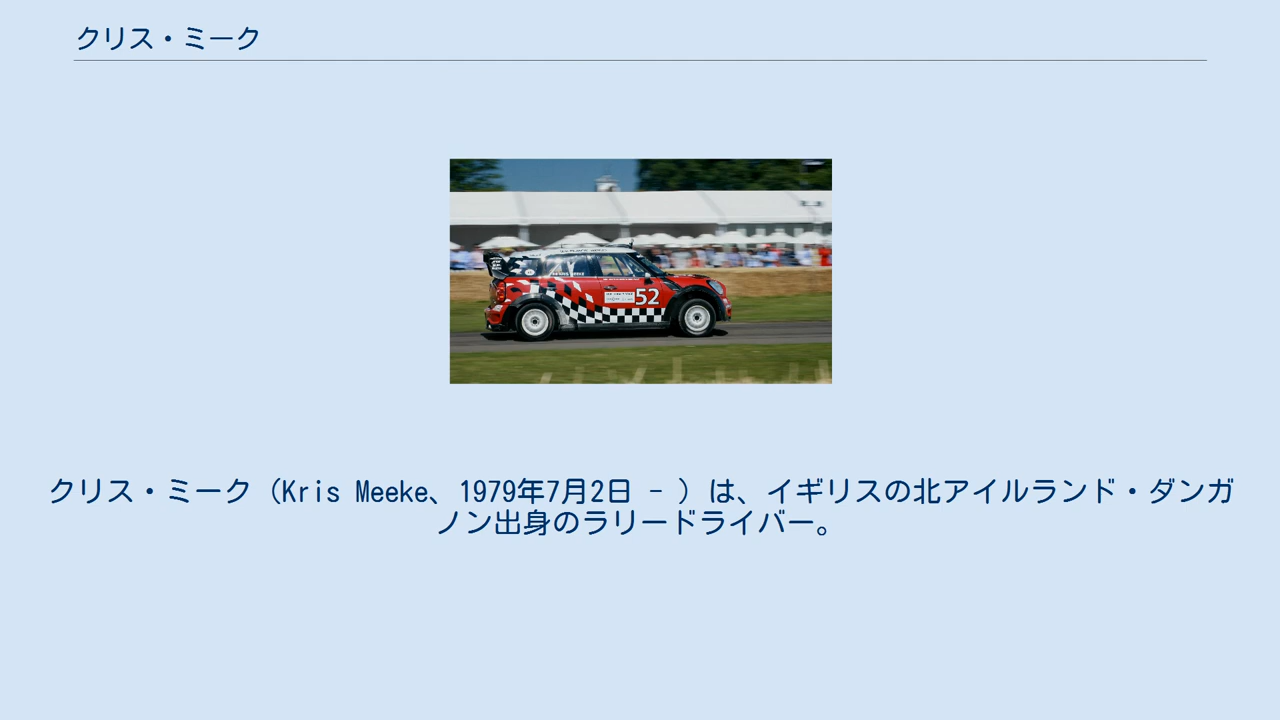 クリス・ミーク
52
クリス・ミーク（Kris Meeke、1979年7月2日 - ）は、イギリスの北アイルランド・ダンガ
ノン出身のラリードライバー。